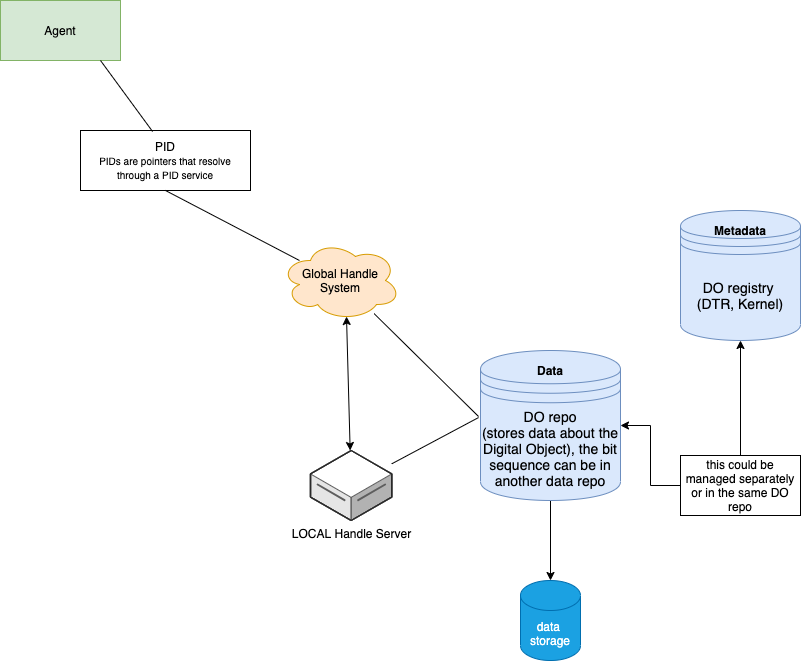 Agent
PID
PIDs are pointers that resolve
through a PID service
Global Handle
System
Metadata
DO registry
(DTR, Kernel)
Data
DO repo
(stores data about the
Digital Object), the bit
sequence can be in
another data repo
this could be
managed separately
or in the same DO
repo
LOCAL Handle Server
data
storage